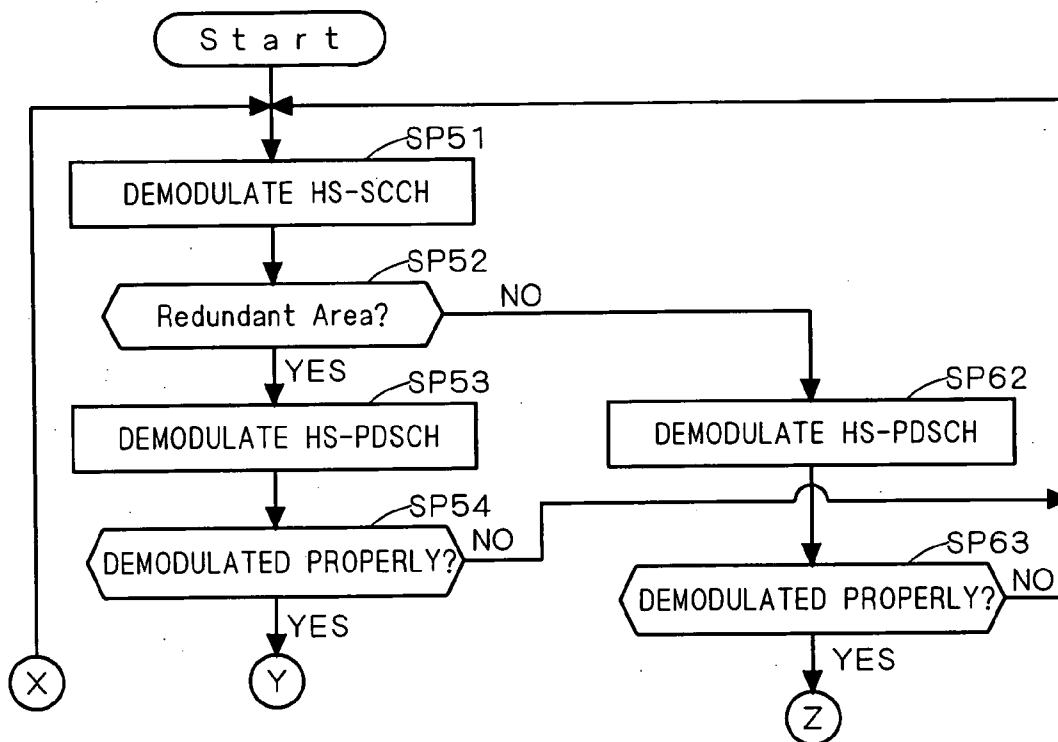 Start
SP51
DEMODULATE HS-SCCH
SP52
Redundant Area?
NO
YES
SP53
DEMODULATE HS-PDSCH
SP62
DEMODULATE HS-PDSCH
SP54
DEMODULATED PROPERLY?
NO
YES
SP63
DEMODULATED PROPERLY?
NO
YES
X
Y
Z